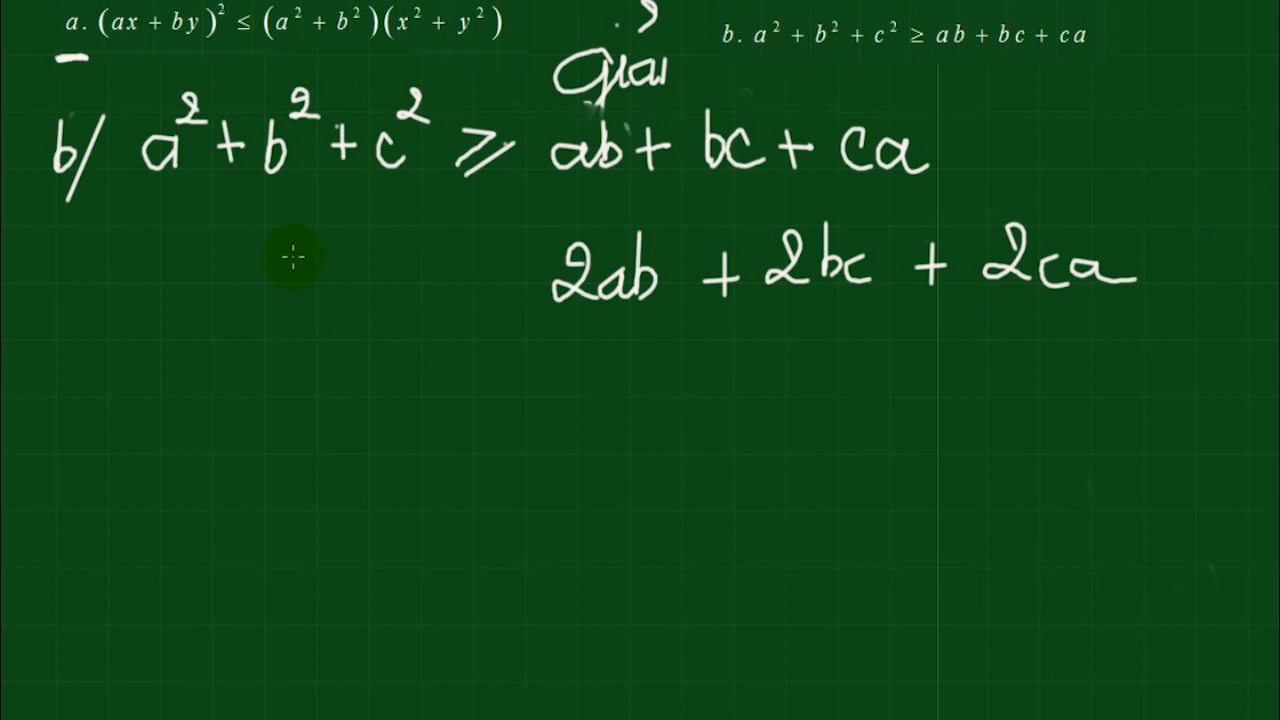 a. (ax + by)² ≤ (a² + b²)(x² + y²)
b. a² + b² + c² ≥ ab + bc + ca
Giải
b/ a² + b² + c² ≥ ab + bc + ca
2ab + 2bc + 2ca